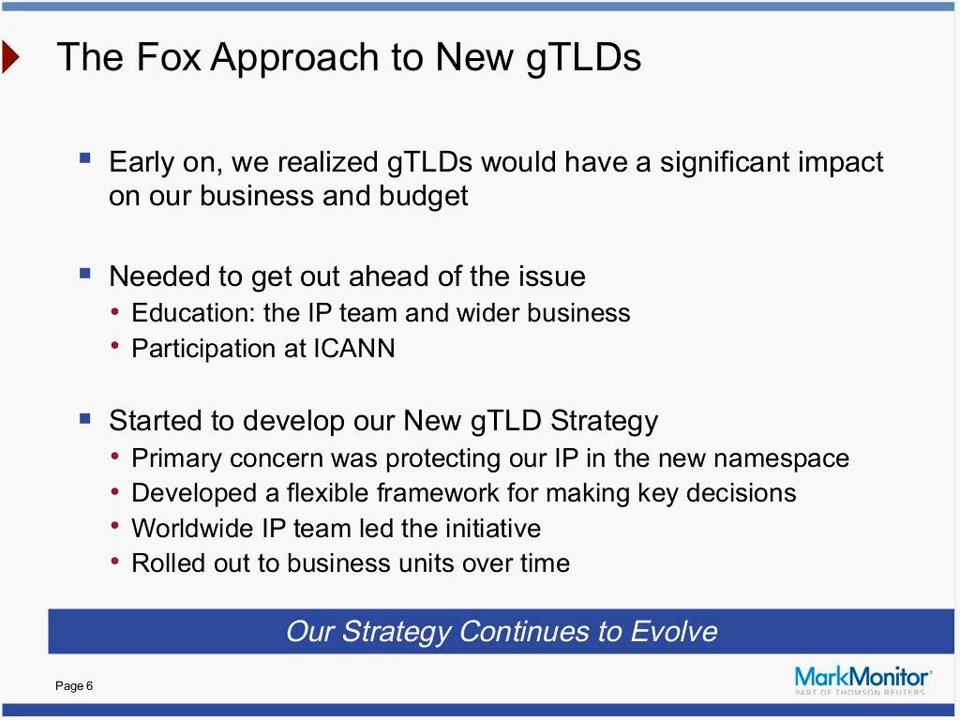 The Fox Approach to New gTLDs
Early on, we realized gTLDs would have a significant impact
on our business and budget
Needed to get out ahead of the issue
Education: the IP team and wider business
Participation at ICANN
Started to develop our New gTLD Strategy
Primary concern was protecting our IP in the new namespace
Developed a flexible framework for making key decisions
Worldwide IP team led the initiative
Rolled out to business units over time
Our Strategy Continues to Evolve
Page 6
MarkMonitor
PART OF THOMSON REUTERS